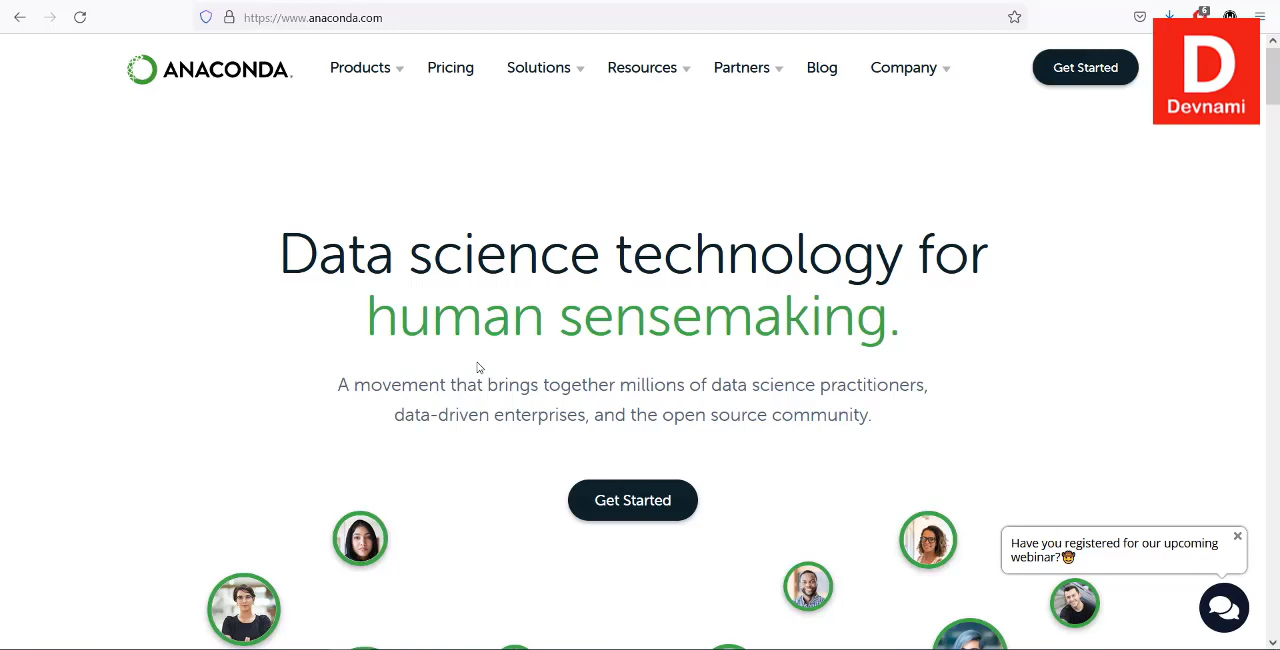 https://www.anaconda.com
6
ANACONDA.
Products
Pricing
Solutions
Resources
Partners
Blog
Company
Get Started
D
Devnami
Data science technology for
human sensemaking.
A movement that brings together millions of data science practitioners,
data-driven enterprises, and the open source community.
Get Started
Have you registered for our upcoming
webinar?🤠